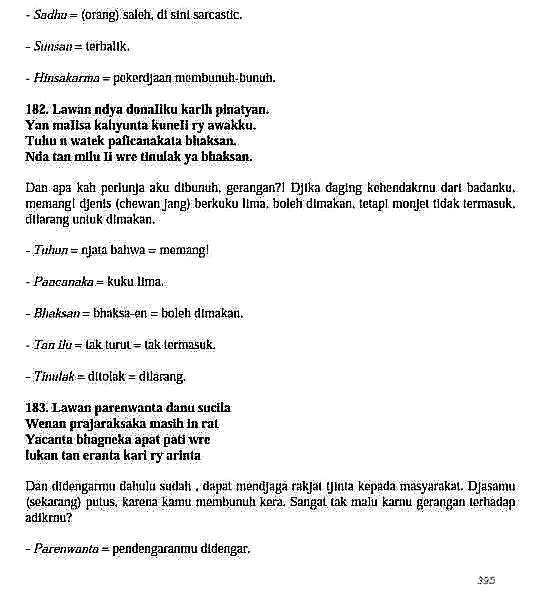 - Sadhu = (orang) saleh, di sini sarcastic.
- Sunsan = terbalik.
- Hinsakarma = pekerdjaan membunuh-bunuh.
182. Lawan ndya donaliku karih pinatyan.
Yan malisa kahyunta kuneli ry awakku.
Tuhu n watek palicanakata bhaksan.
Nda tan milu li wre tinulak ya bhaksan.
Dan apa kah perlunja aku dibunuh, gerangan?! Djika daging kehendakmu dari badanku,
memang! djenis (chewan jang) berkuku lima, boleh dimakan, tetapi monjet tidak termasuk,
dilarang untuk dimakan.
- Tuhun = njata bahwa = memang!
- Pancanaka = kuku lima.
- Bhaksan = bhaksa-en = boleh dimakan.
- Tan ilu = tak turut = tak termasuk.
- Tinulak = ditolak = dilarang.
183. Lawan parenwanta danu sucila
Wenan prajaraksaka masih in rat
Yacanta bhagneka apat pati wre
lukan tan eranta kari ry arinta
Dan didengarmu dahulu sudah , dapat mendjaga rakjat tjinta kepada masyarakat. Djasamu
(sekarang) putus, karena kamu membunuh kera. Sangat tak malu kamu gerangan terhadap
adikmu?
- Parenwanta = pendengaranmu didengar.
395